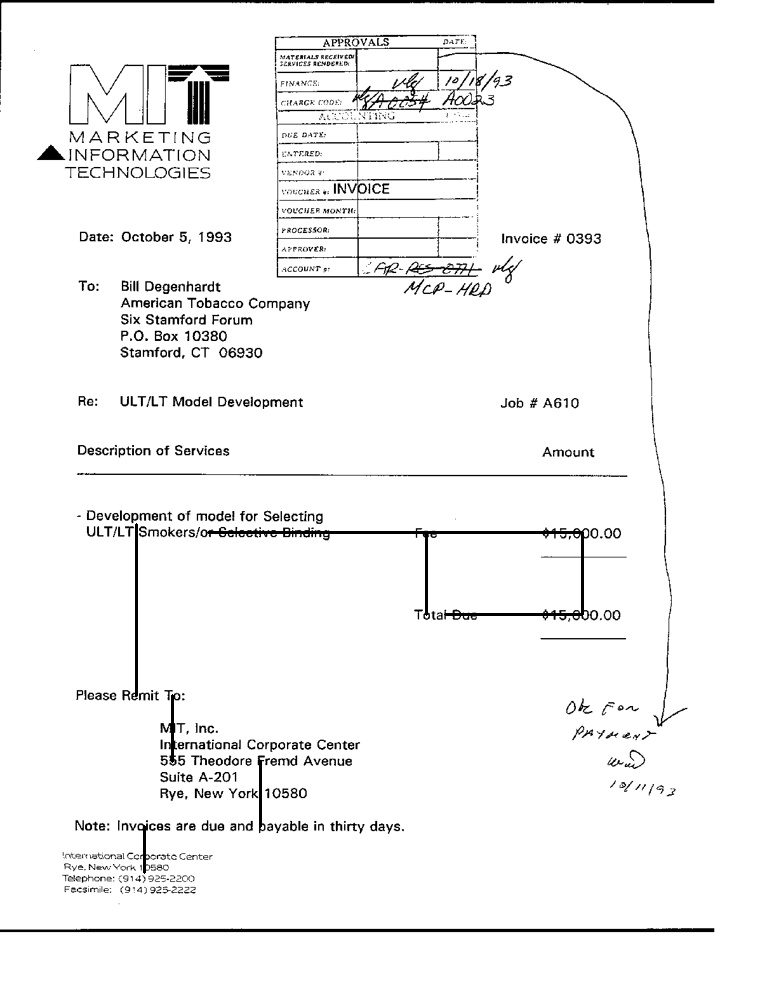 APPROVALS DATE:
MATERIALS RECEIVED/
SERVICES RENDERED:
FINANCE: vlg 10/18/93
CHARGE CODE: vlg A0034 A0023
ACCOUNTING
DUE DATE:
ENTERED:
VENDOR #:
VOUCHER #: INVOICE
VOUCHER MONTH:
PROCESSOR:
APPROVER:
ACCOUNT #: AR-RES-OTH vlg
MCP-HRD
MIT
MARKETING
INFORMATION
TECHNOLOGIES
Date: October 5, 1993 Invoice # 0393
To: Bill Degenhardt
American Tobacco Company
Six Stamford Forum
P.O. Box 10380
Stamford, CT 06930
Re: ULT/LT Model Development Job # A610
Description of Services Amount
- Development of model for Selecting
ULT/LT Smokers/or Selective Binding Fee $15,000.00
Total Due $15,000.00
Please Remit To:
MIT, Inc.
International Corporate Center
555 Theodore Fremd Avenue
Suite A-201
Rye, New York 10580
Ok For
PAYMENT
10/11/93
Note: Invoices are due and payable in thirty days.
International Corporate Center
Rye, New York 10580
Telephone: (914) 925-2200
Facsimile: (914) 925-2222